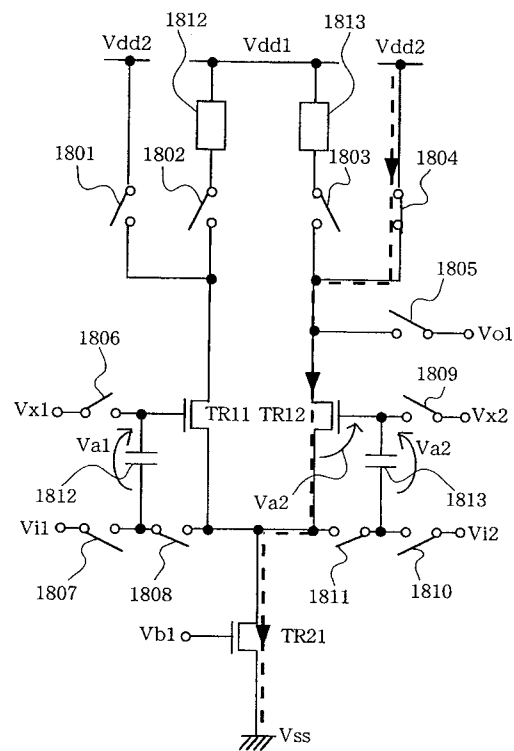 1812
1813
Vdd2
Vdd1
Vdd2
1801
1802
1803
1804
1805
Vo1
1806
1809
Vx1
TR11
TR12
Vx2
Va1
Va2
1812
Va2
1813
Vi1
Vi2
1807
1808
1811
1810
Vb1
TR21
Vss